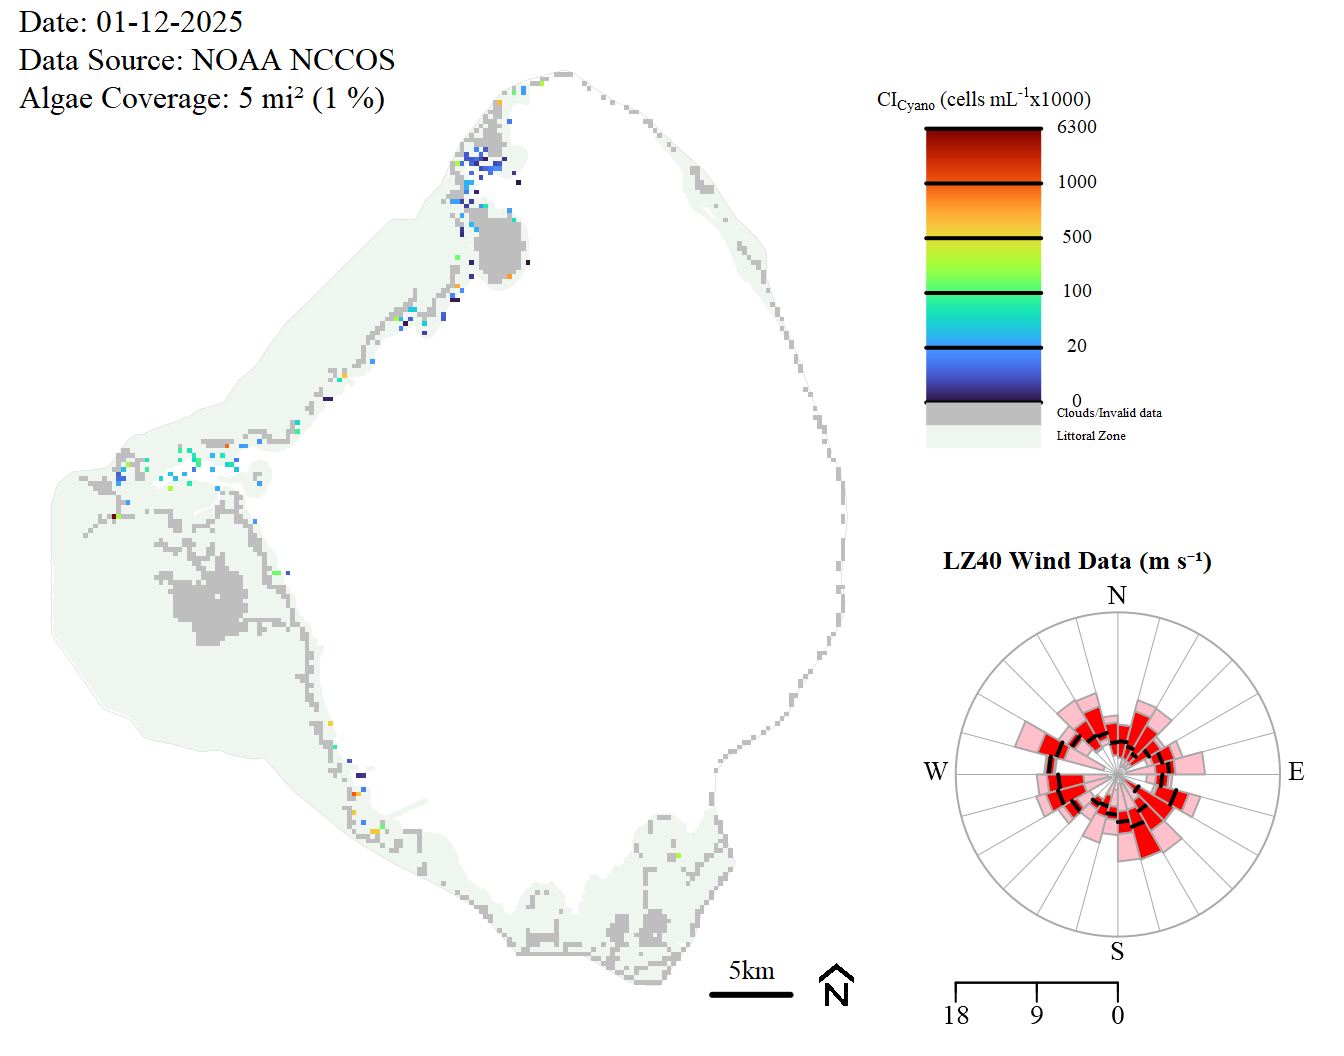 Date: 01-12-2025
Data Source: NOAA NCCOS
Algae Coverage: 5 mi² (1 %)
CICyano (cells mL-1x1000)
6300
1000
500
100
20
0
Clouds/Invalid data
Littoral Zone
LZ40 Wind Data (m s⁻¹)
N
W
E
S
5km
N
18
9
0